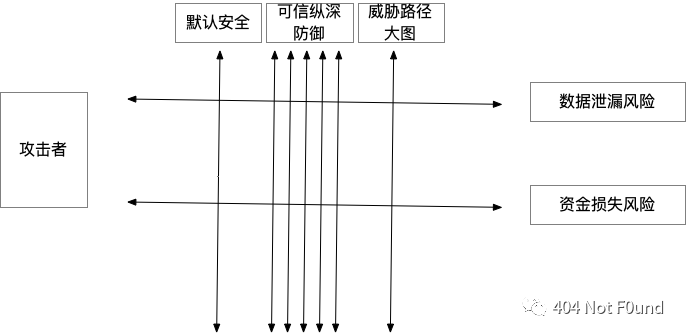 默认安全
可信纵深
防御
威胁路径
大图
攻击者
数据泄漏风险
资金损失风险
404 Not F0und